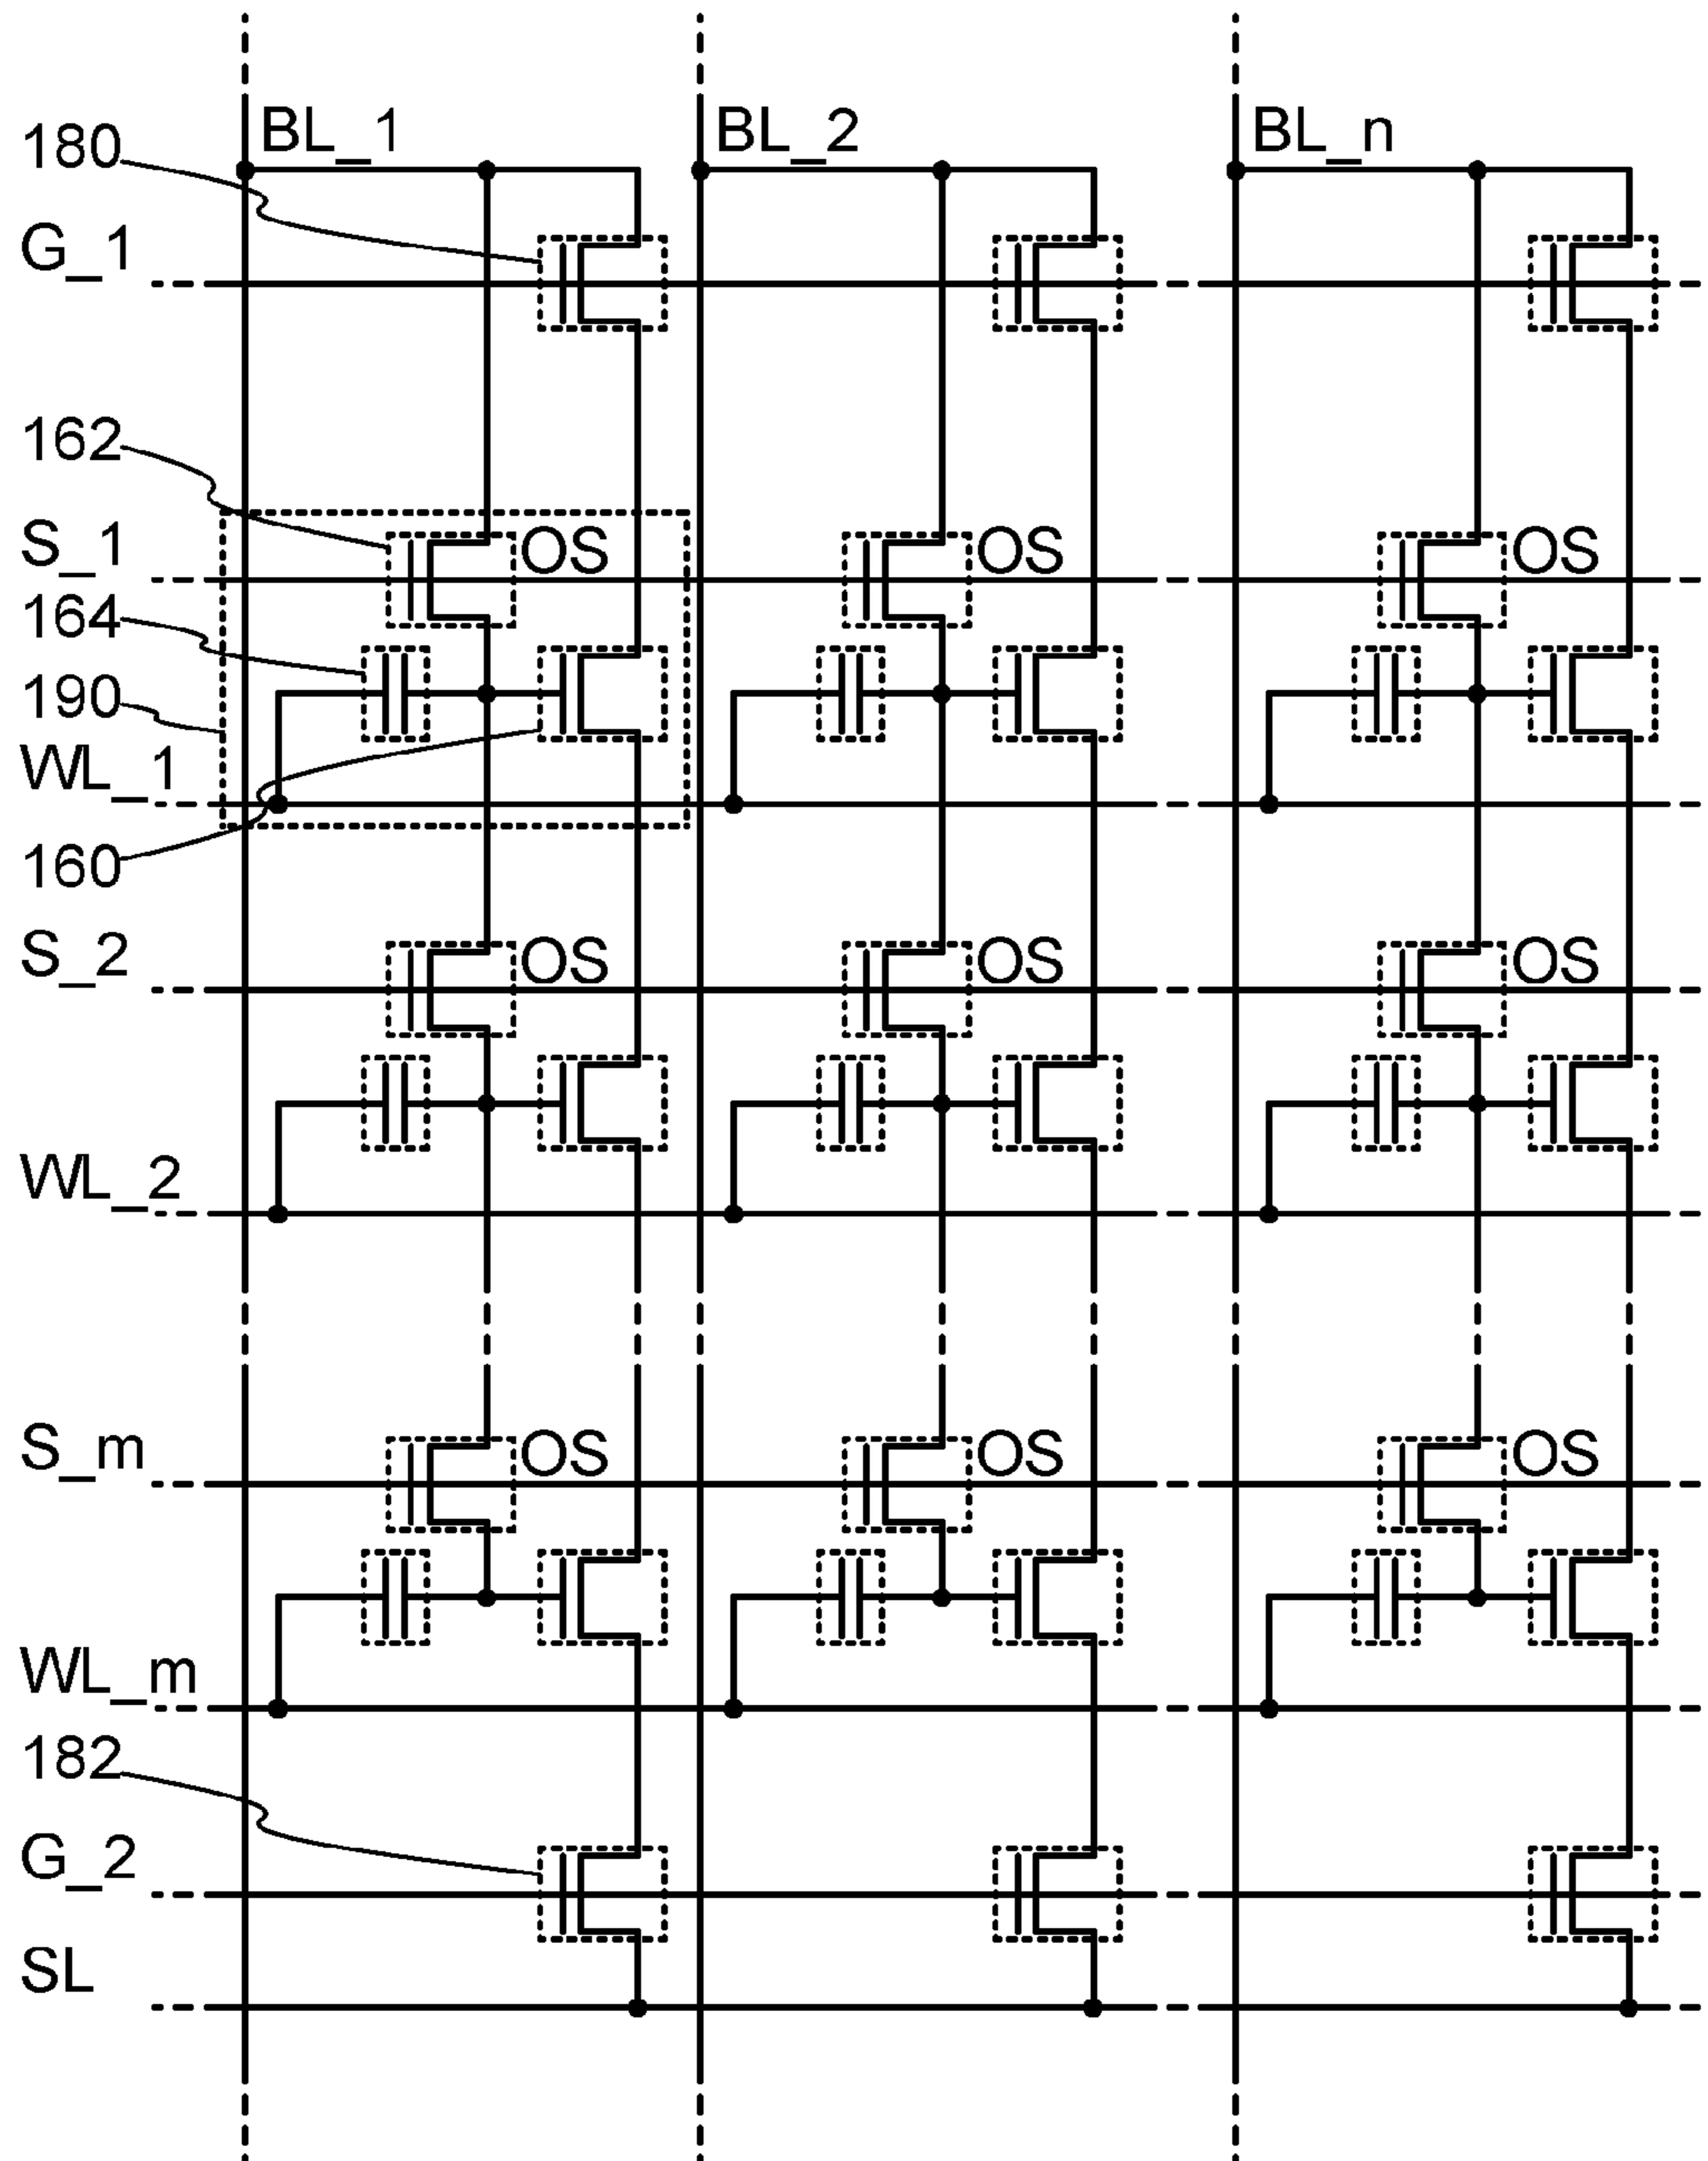 BL_1 BL_2 BL_n
180
G_1
162
S_1 OS OS OS
164
190
WL_1
160
S_2 OS OS OS
WL_2
S_m OS OS OS
WL_m
182
G_2
SL